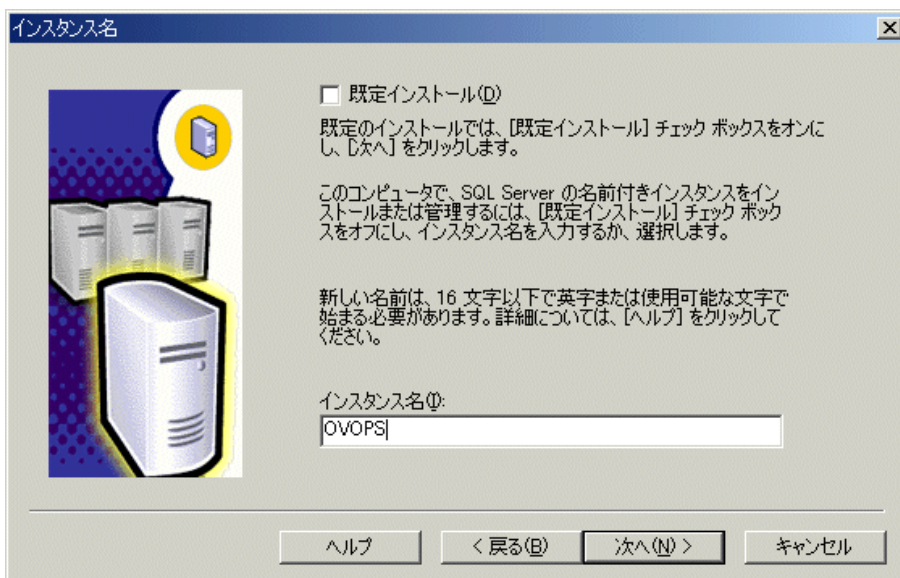 インスタンス名
既定インストール(D)
既定のインストールでは、[既定インストール] チェック ボックスをオンに
し、[次へ] をクリックします。
このコンピュータで、SQL Server の名前付きインスタンスをイン
ストールまたは管理するには、[既定インストール] チェック ボック
スをオフにし、インスタンス名を入力するか、選択します。
新しい名前は、16 文字以下で英字または使用可能な文字で
始まる必要があります。詳細については、[ヘルプ] をクリックして
ください。
インスタンス名(I):
OVOPS
ヘルプ
< 戻る(B)
次へ(N) >
キャンセル